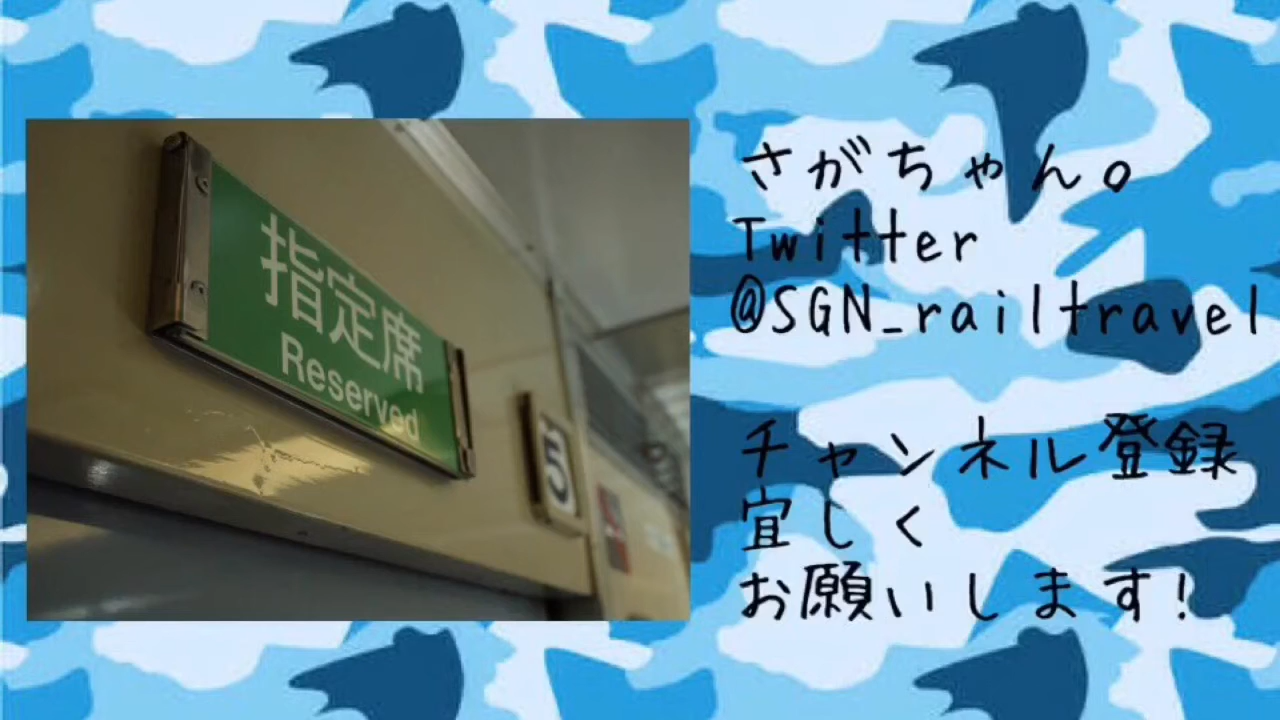 指定席
Reserved
5
さがちゃん。
Twitter
@SGN_railtravel
チャンネル登録
宜しく
お願いします!